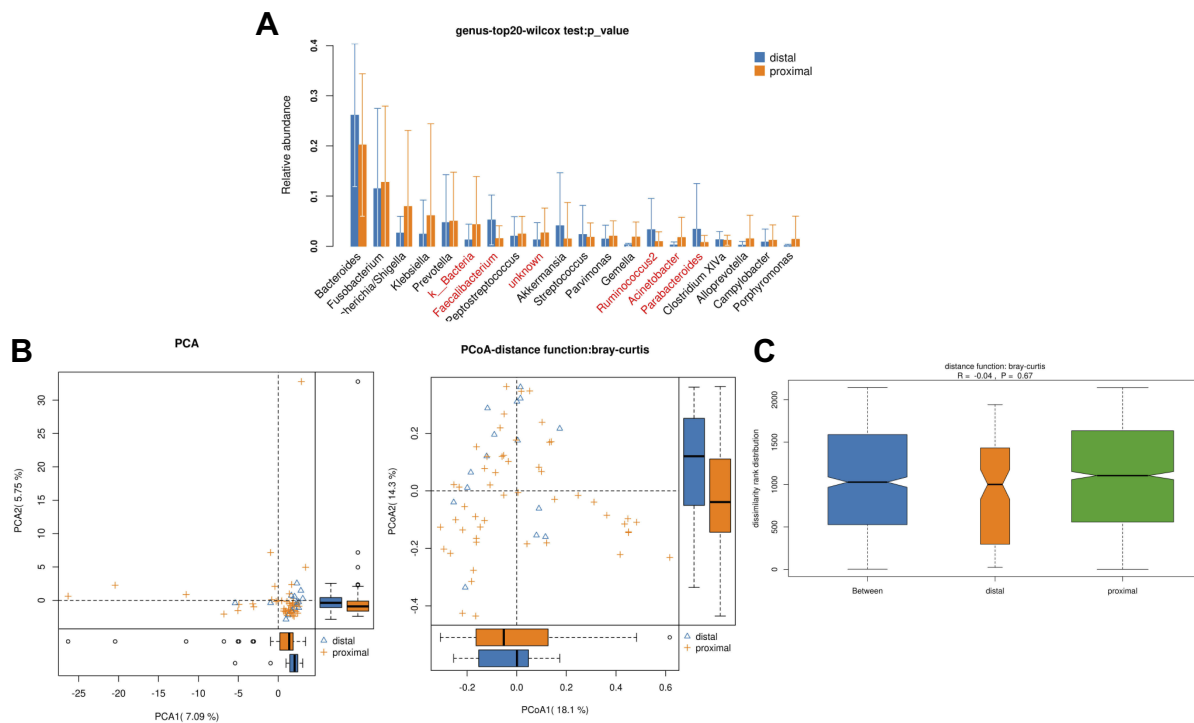 A
genus-top20-wilcox test:p_value
distal
proximal
Relative abundance
0.4
0.3
0.2
0.1
0.0
Bacteroides
Fusobacterium
cherichia/Shigella
Klebsiella
Prevotella
k__Bacteria
Faecalibacterium
Peptostreptococcus
unknown
Akkermansia
Streptococcus
Parvimonas
Gemella
Ruminococcus2
Acinetobacter
Parabacteroides
Clostridium XIVa
Alloprevotella
Campylobacter
Porphyromonas
B
PCA
PCA2( 5.75 %)
30
25
20
15
10
5
0
distal
proximal
-25 -20 -15 -10 -5 0
PCA1( 7.09 %)
PCoA-distance function:bray-curtis
PCoA2( 14.3 %)
0.2
0.0
-0.2
-0.4
distal
proximal
-0.2 0.0 0.2 0.4 0.6
PCoA1( 18.1 %)
C
distance function: bray-curtis
R = -0.04 , P = 0.67
dissimilarity rank distribution
2000
1500
1000
500
0
Between distal proximal